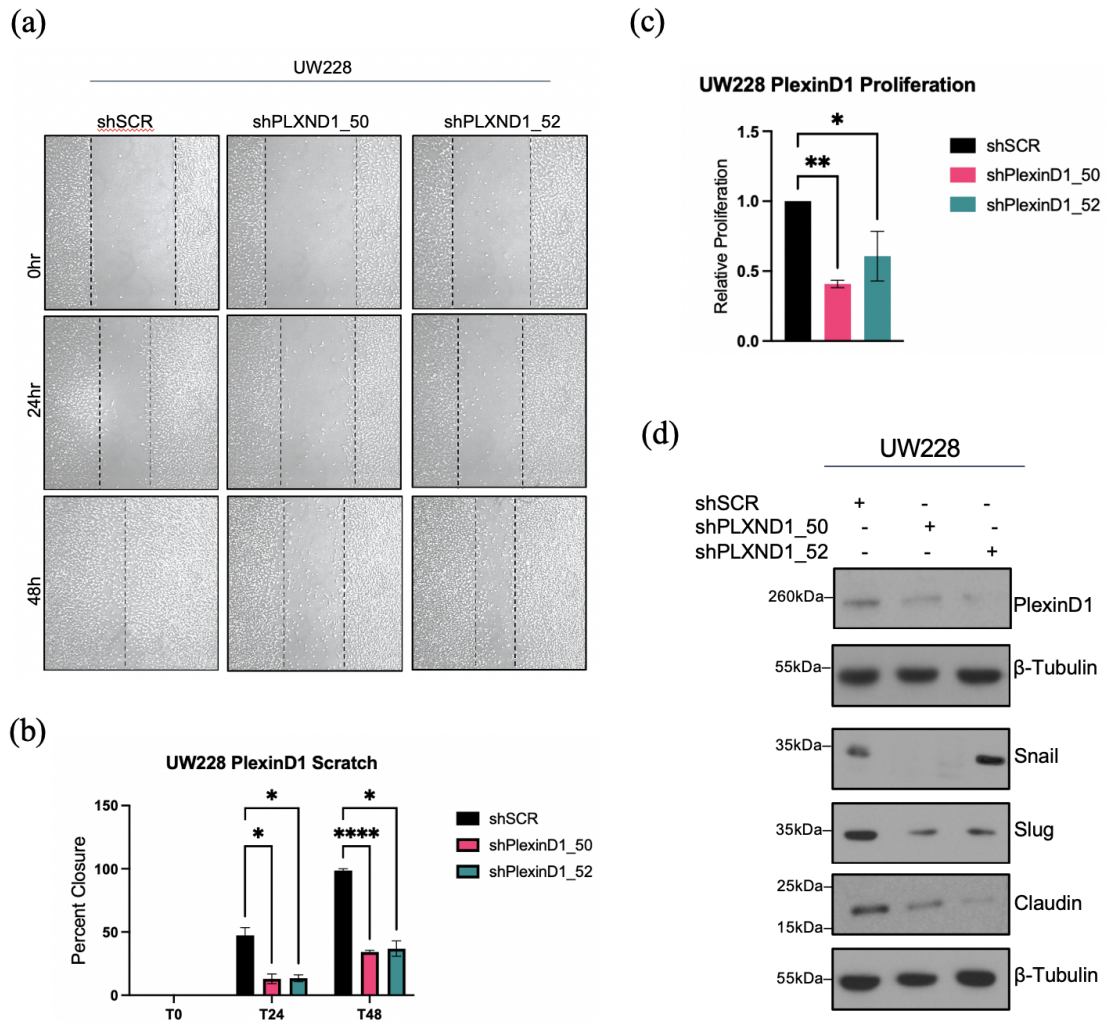 (a)
UW228
shSCR shPLXND1_50 shPLXND1_52
0hr
24hr
48h
(b)
UW228 PlexinD1 Scratch
Percent Closure
150
100
50
0
* *
* ****
T0 T24 T48
shSCR
shPlexinD1_50
shPlexinD1_52
(c)
UW228 PlexinD1 Proliferation
Relative Proliferation
1.5
1.0
0.5
0.0
*
**
shSCR
shPlexinD1_50
shPlexinD1_52
(d)
UW228
shSCR + - -
shPLXND1_50 - + -
shPLXND1_52 - - +
260kDa PlexinD1
55kDa β-Tubulin
35kDa Snail
35kDa Slug
25kDa Claudin
15kDa
55kDa β-Tubulin